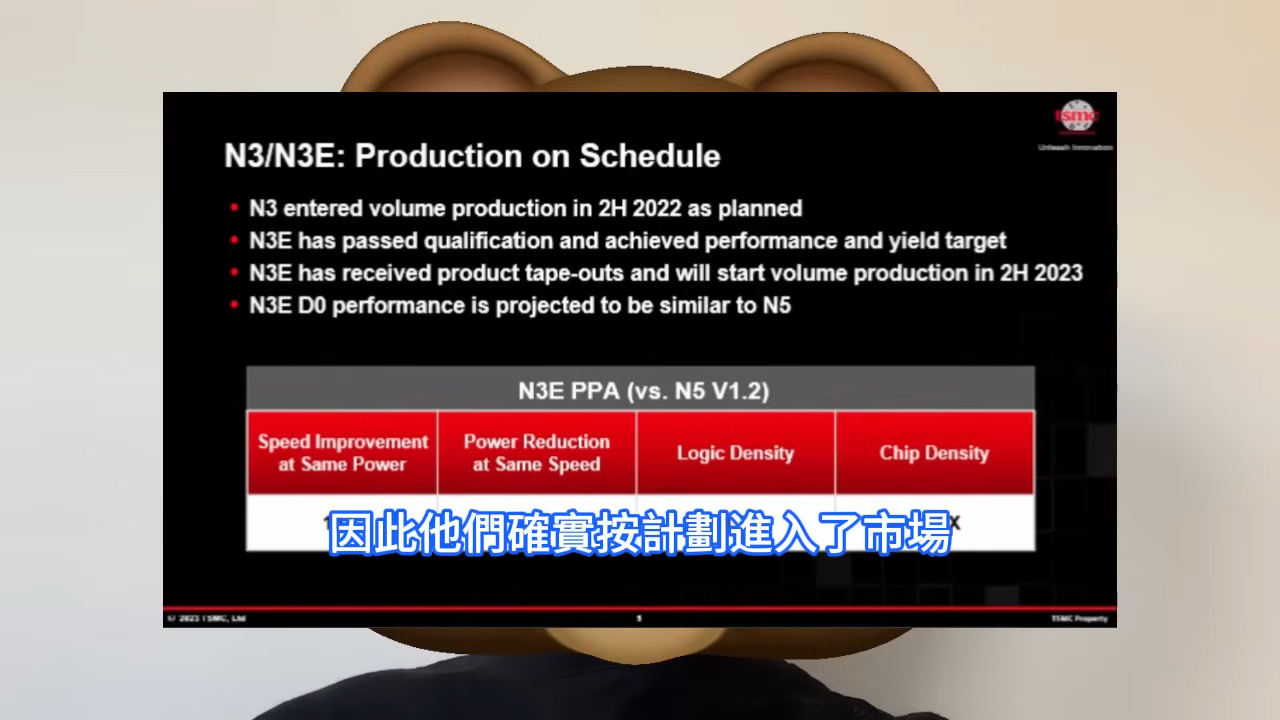 tsmc
Unleash Innovation
N3/N3E: Production on Schedule
• N3 entered volume production in 2H 2022 as planned
• N3E has passed qualification and achieved performance and yield target
• N3E has received product tape-outs and will start volume production in 2H 2023
• N3E D0 performance is projected to be similar to N5
N3E PPA (vs. N5 V1.2)
Speed Improvement
at Same Power
Power Reduction
at Same Speed
Logic Density
Chip Density
因此他們確實按計劃進入了市場
© 2023 TSMC, Ltd
5
TSMC Property